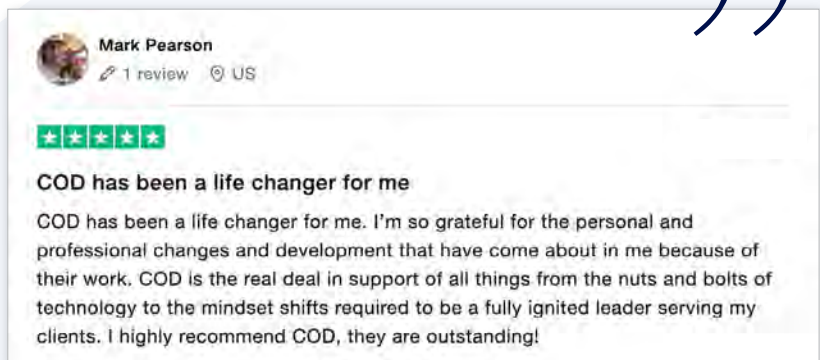 ”
Mark Pearson
1 review US
COD has been a life changer for me
COD has been a life changer for me. I'm so grateful for the personal and
professional changes and development that have come about in me because of
their work. COD is the real deal in support of all things from the nuts and bolts of
technology to the mindset shifts required to be a fully ignited leader serving my
clients. I highly recommend COD, they are outstanding!